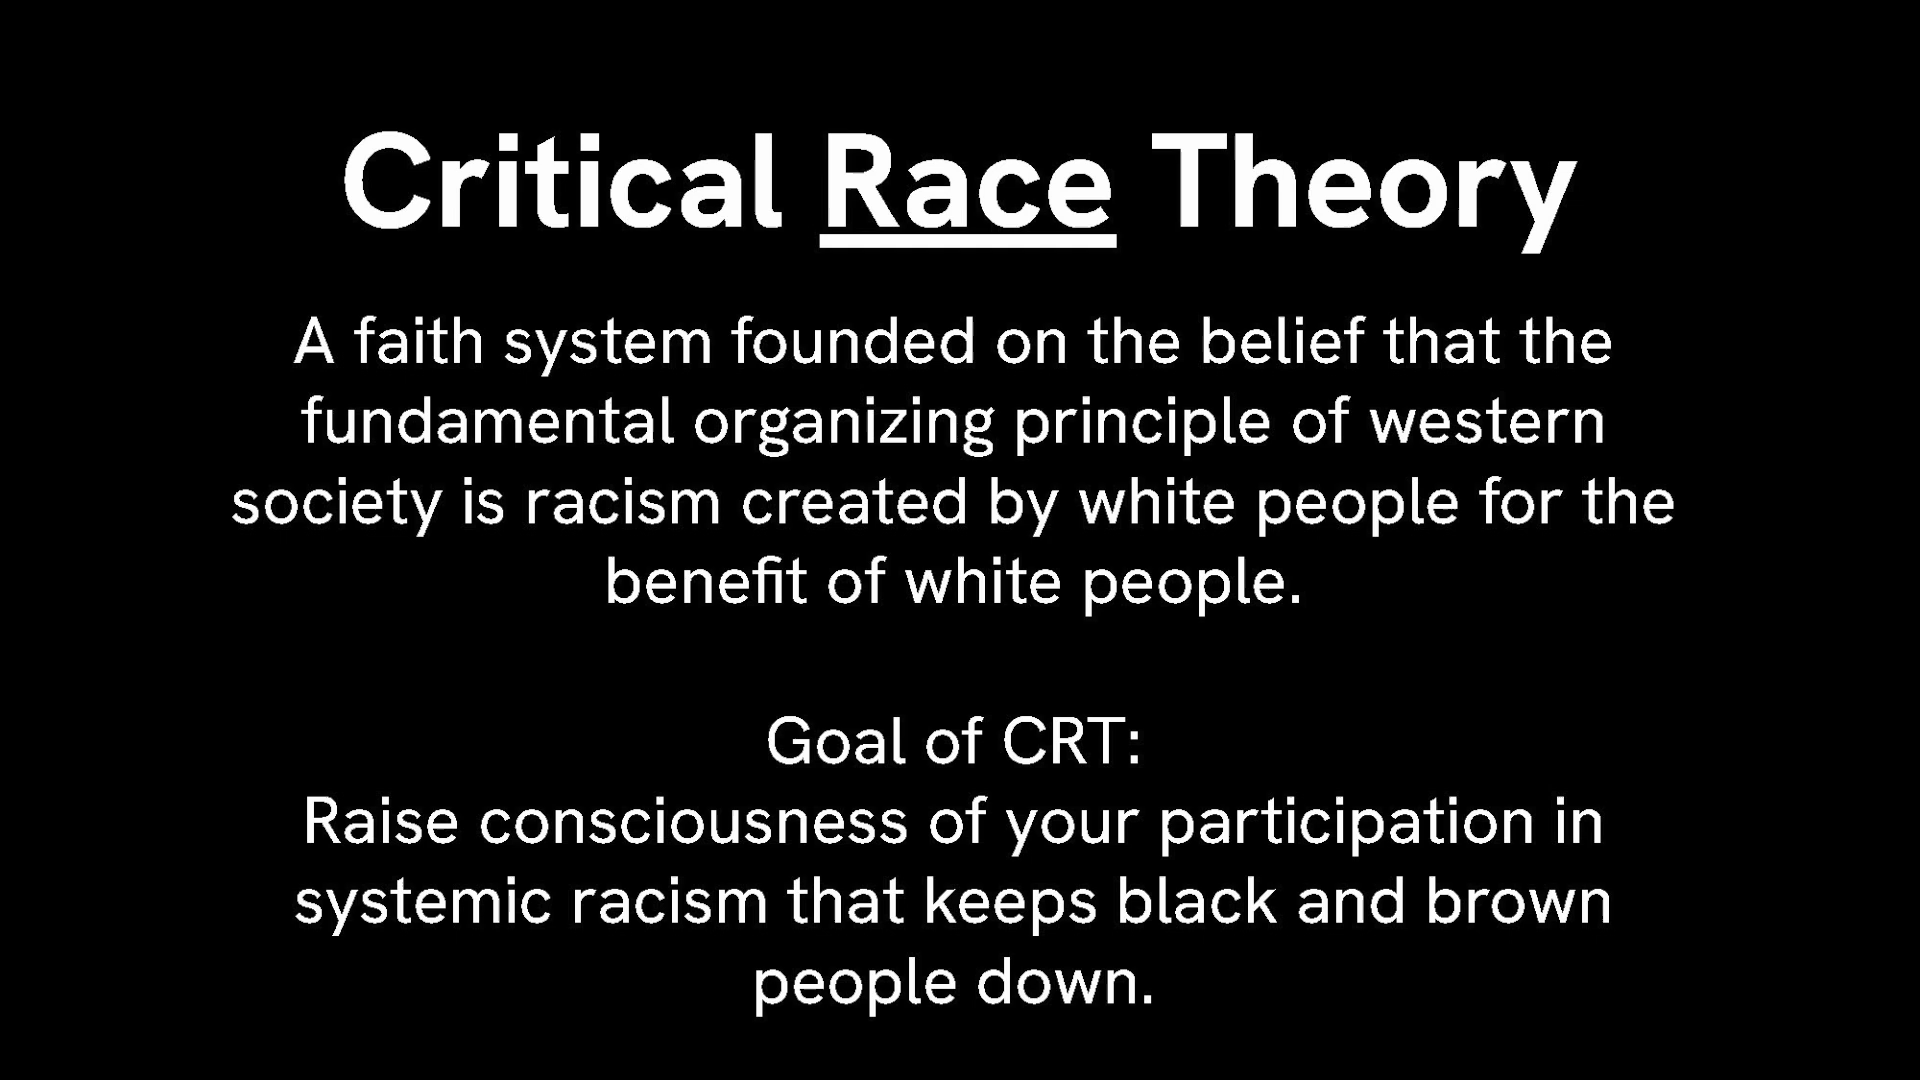 Critical Race Theory
A faith system founded on the belief that the
fundamental organizing principle of western
society is racism created by white people for the
benefit of white people.
Goal of CRT:
Raise consciousness of your participation in
systemic racism that keeps black and brown
people down.